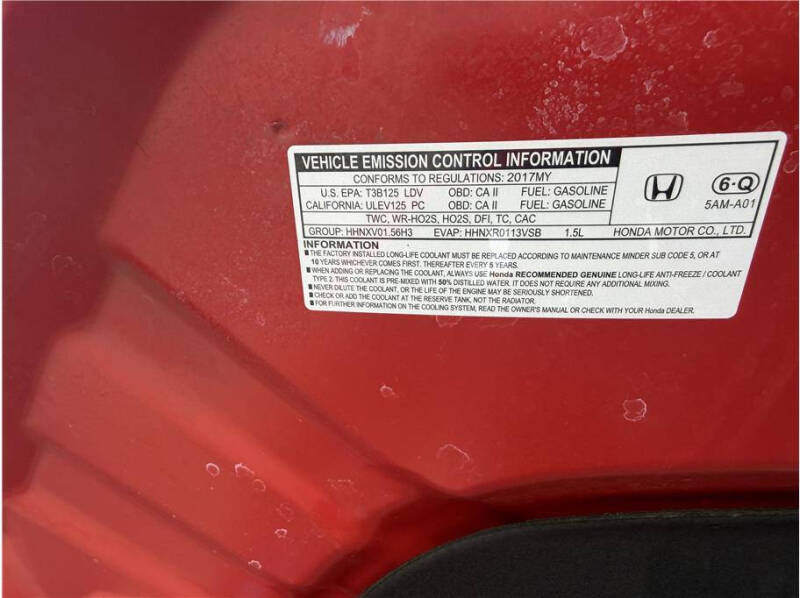 VEHICLE EMISSION CONTROL INFORMATION
CONFORMS TO REGULATIONS: 2017MY
U.S. EPA: T3B125 LDV OBD: CA II FUEL: GASOLINE
CALIFORNIA: ULEV125 PC OBD: CA II FUEL: GASOLINE
TWC, WR-HO2S, HO2S, DFI, TC, CAC
GROUP: HHNXV01.56H3 EVAP: HHNXR0113VSB 1.5L
6-Q
5AM-A01
HONDA MOTOR CO., LTD.
INFORMATION
■ THE FACTORY INSTALLED LONG-LIFE COOLANT MUST BE REPLACED ACCORDING TO MAINTENANCE MINDER SUB CODE 5, OR AT
10 YEARS WHICHEVER COMES FIRST. THEREAFTER EVERY 5 YEARS.
■ WHEN ADDING OR REPLACING THE COOLANT, ALWAYS USE Honda RECOMMENDED GENUINE LONG-LIFE ANTI-FREEZE / COOLANT
TYPE 2. THIS COOLANT IS PRE-MIXED WITH 50% DISTILLED WATER. IT DOES NOT REQUIRE ANY ADDITIONAL MIXING.
■ NEVER DILUTE THE COOLANT, OR THE LIFE OF THE ENGINE MAY BE SERIOUSLY SHORTENED.
■ CHECK OR ADD THE COOLANT AT THE RESERVE TANK, NOT THE RADIATOR.
■ FOR FURTHER INFORMATION ON THE COOLING SYSTEM, READ THE OWNER'S MANUAL OR CHECK WITH YOUR Honda DEALER.